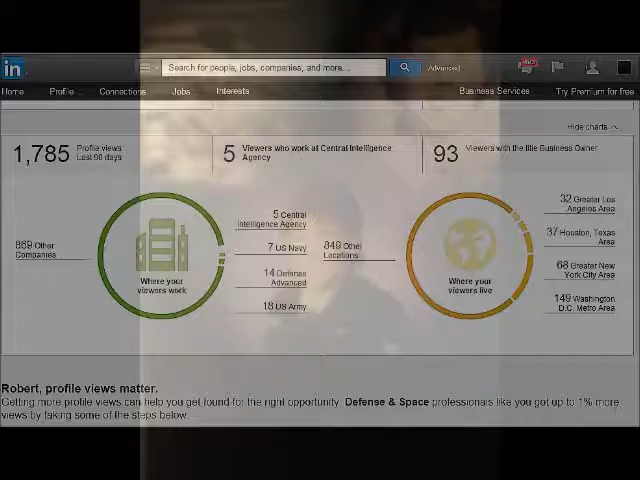 in
Search for people, jobs, companies, and more...
Advanced
Home Profile Connections Jobs Interests Business Services Try Premium for free
Hide charts
1,785 Profile views
Last 90 days
5 Viewers who work at Central Intelligence
Agency
93 Viewers with the title Business Owner
869 Other
Companies
Where your
viewers work
5 Central
Intelligence Agency
7 US Navy
14 Defense
Advanced
18 US Army
849 Other
Locations
Where your
viewers live
32 Greater Los
Angeles Area
37 Houston, Texas
Area
68 Greater New
York City Area
149 Washington
D.C. Metro Area
Robert, profile views matter.
Getting more profile views can help you get found for the right opportunity. Defense & Space professionals like you got up to 1% more
views by taking some of the steps below.